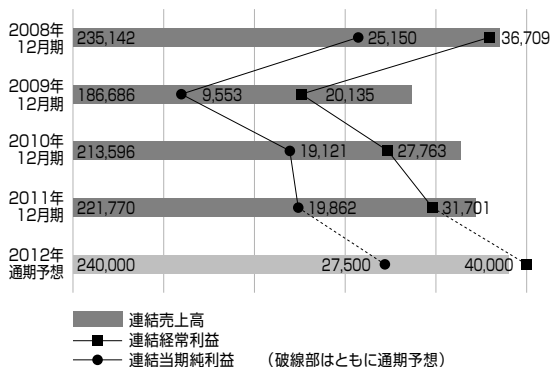 2008年
12月期
235,142 25,150 36,709
2009年
12月期
186,686 9,553 20,135
2010年
12月期
213,596 19,121 27,763
2011年
12月期
221,770 19,862 31,701
2012年
通期予想
240,000 27,500 40,000
連結売上高
連結経常利益
連結当期純利益 (破線部はともに通期予想)